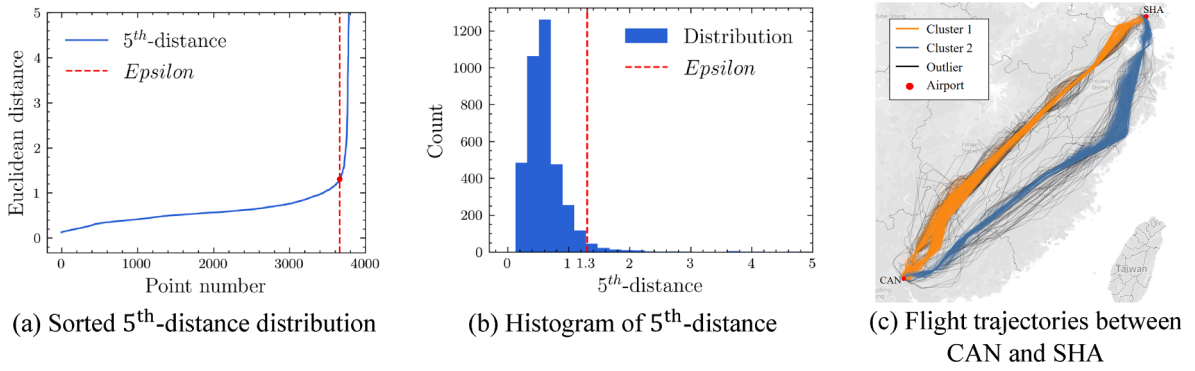 5
4
3
2
1
0
Euclidean distance
5th-distance
Epsilon
0 1000 2000 3000 4000
Point number
(a) Sorted 5th-distance distribution
1200
1000
800
600
400
200
0
Count
Distribution
Epsilon
0 1 1.3 2 3 4 5
5th-distance
(b) Histogram of 5th-distance
SHA
Cluster 1
Cluster 2
Outlier
Airport
CAN
Taiwan
(c) Flight trajectories between
CAN and SHA